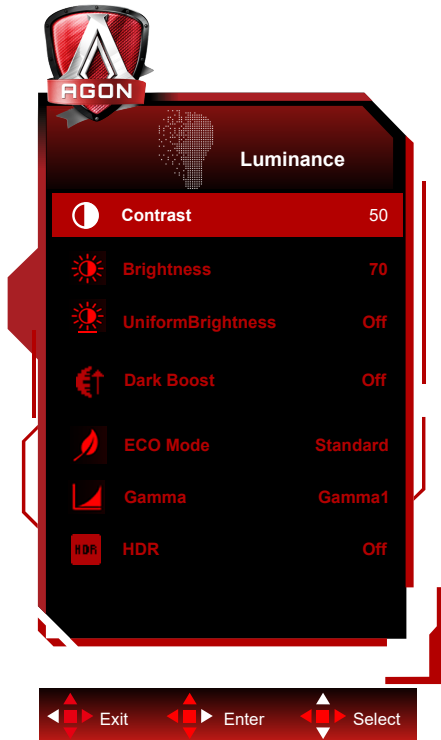 AGON
Luminance
Contrast 50
Brightness 70
UniformBrightness Off
Dark Boost Off
ECO Mode Standard
Gamma Gamma1
HDR HDR Off
Exit Enter Select